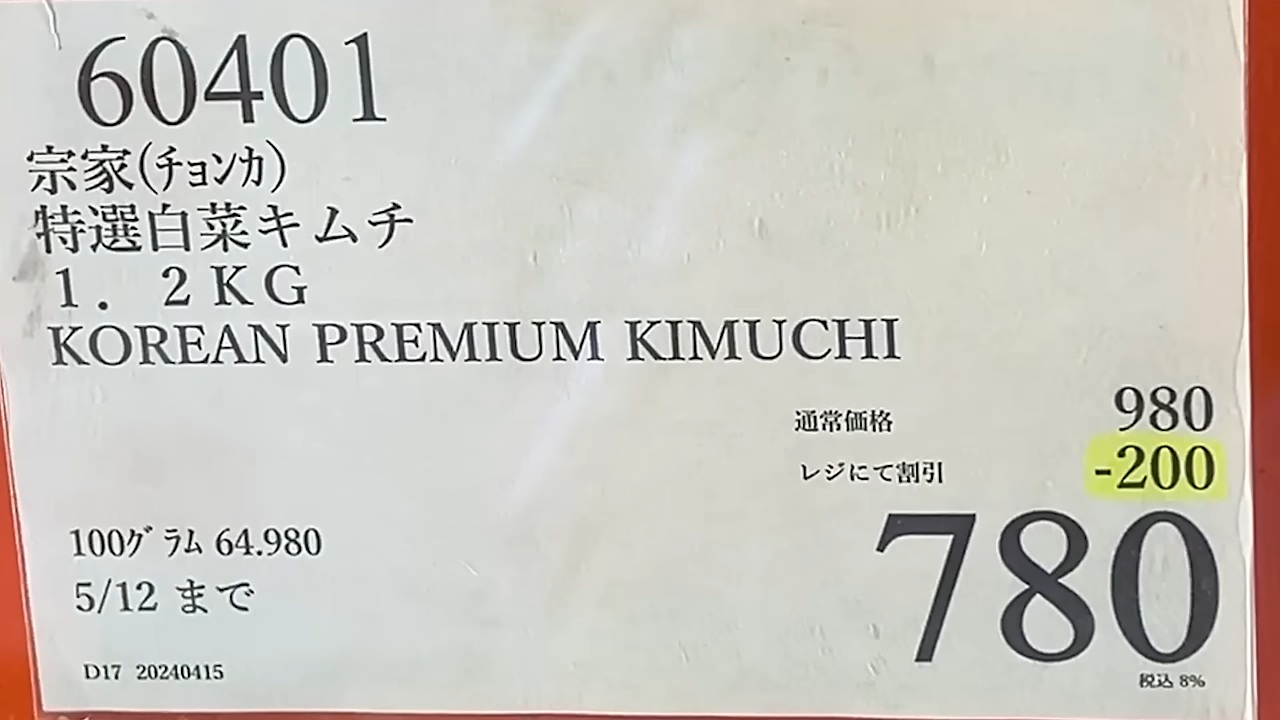 60401
宗家(ﾁｮﾝｶ)
特選白菜キムチ
１．２ＫＧ
KOREAN PREMIUM KIMUCHI
通常価格 980
レジにて割引 -200
780
税込 8%
100ｸﾞﾗﾑ 64.980
5/12 まで
D17 20240415